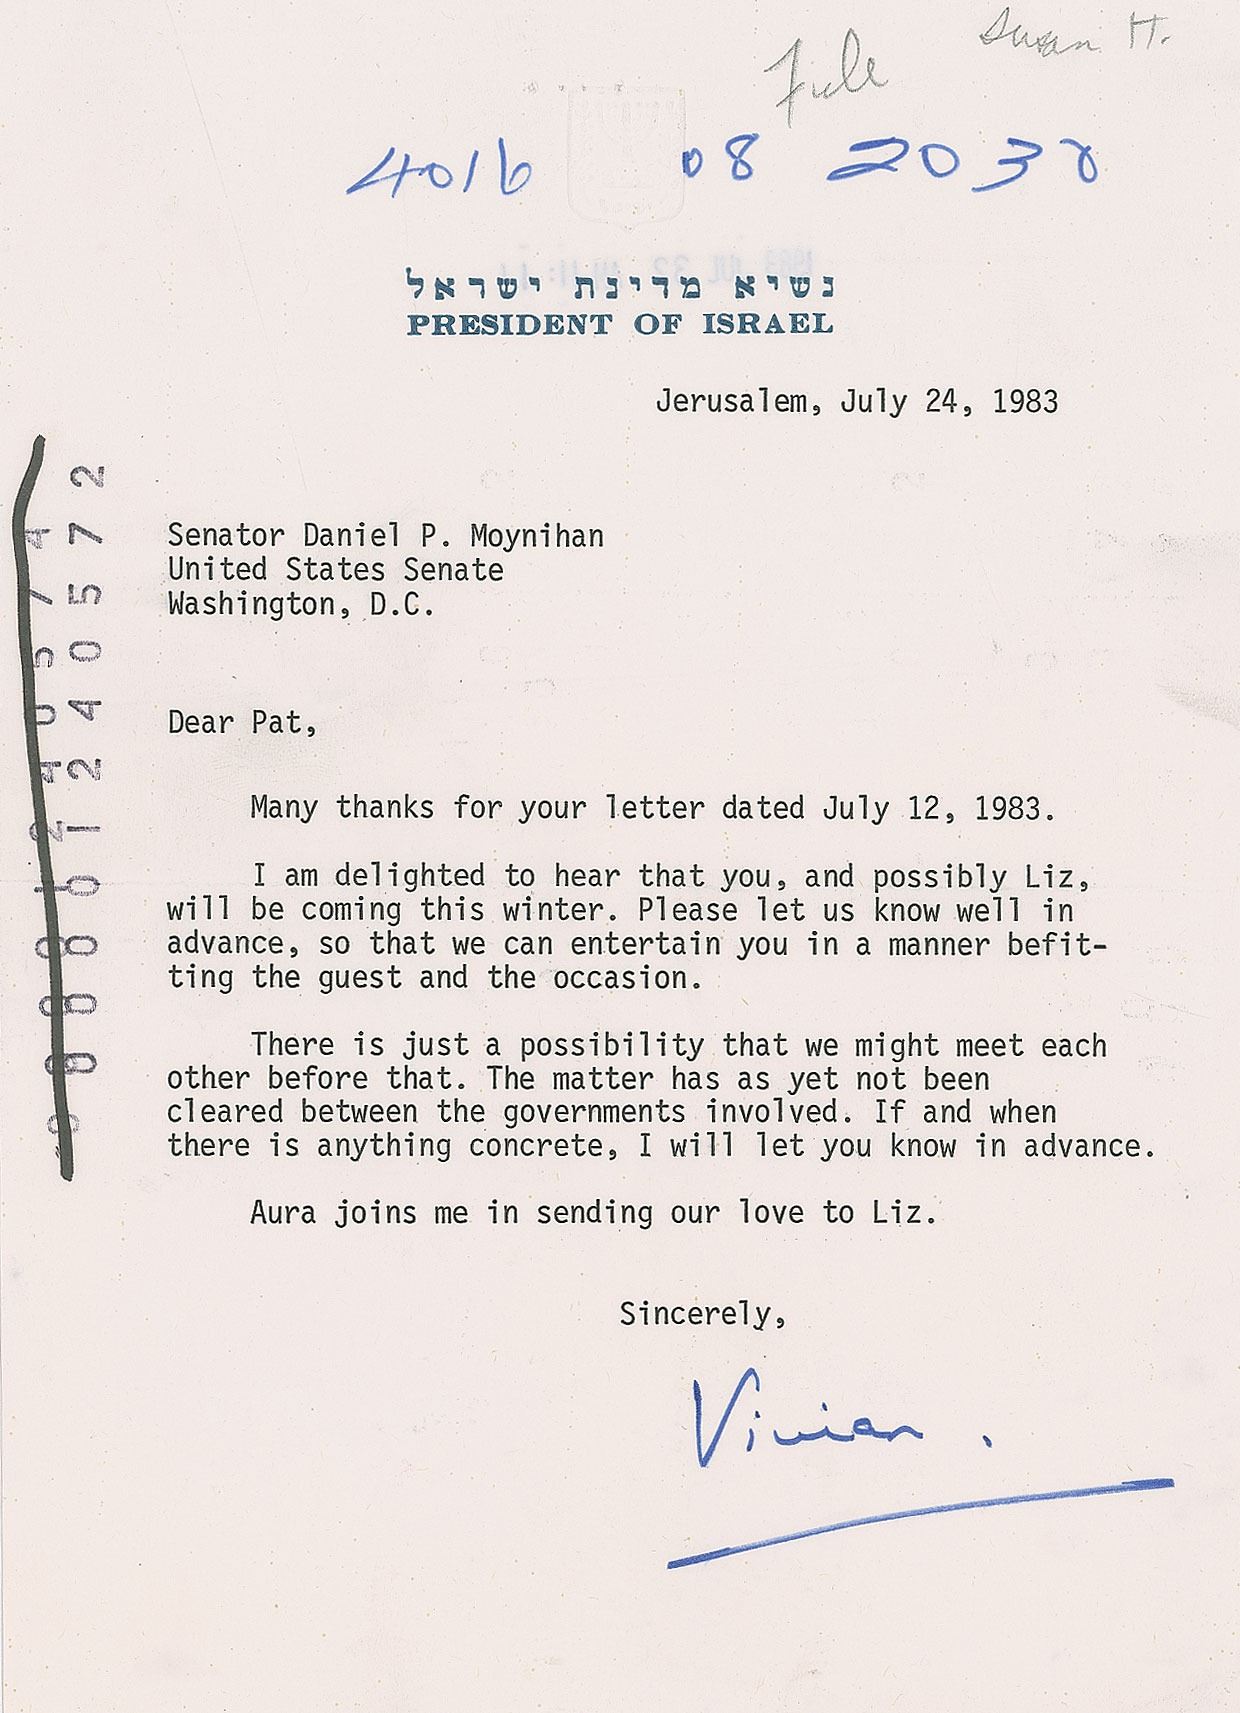 Susan H.
File
4016 08 2038
נשיא מדינת ישראל
PRESIDENT OF ISRAEL
Jerusalem, July 24, 1983
Senator Daniel P. Moynihan
United States Senate
Washington, D.C.
Dear Pat,
Many thanks for your letter dated July 12, 1983.
I am delighted to hear that you, and possibly Liz,
will be coming this winter. Please let us know well in
advance, so that we can entertain you in a manner befit-
ting the guest and the occasion.
There is just a possibility that we might meet each
other before that. The matter has as yet not been
cleared between the governments involved. If and when
there is anything concrete, I will let you know in advance.
Aura joins me in sending our love to Liz.
Sincerely,
Vivian.